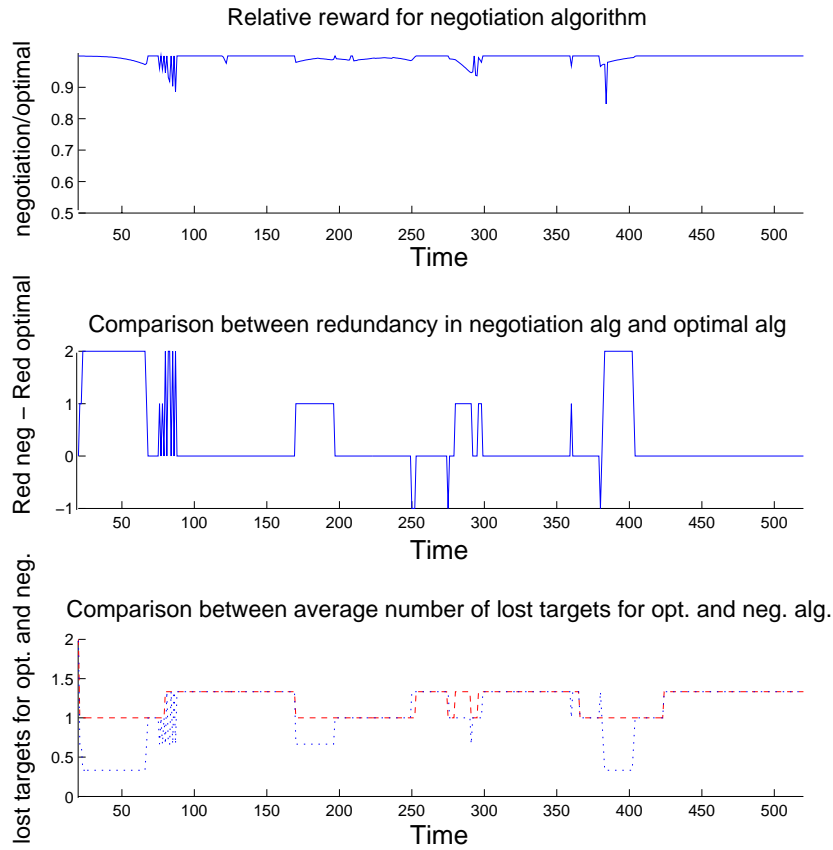 Relative reward for negotiation algorithm
negotiation/optimal
0.9
0.8
0.7
0.6
0.5
50 100 150 200 250 300 350 400 450 500
Time
Comparison between redundancy in negotiation alg and optimal alg
Red neg − Red optimal
2
1
0
−1
50 100 150 200 250 300 350 400 450 500
Time
Comparison between average number of lost targets for opt. and neg. alg.
lost targets for opt. and neg.
2
1.5
1
0.5
0
50 100 150 200 250 300 350 400 450 500
Time